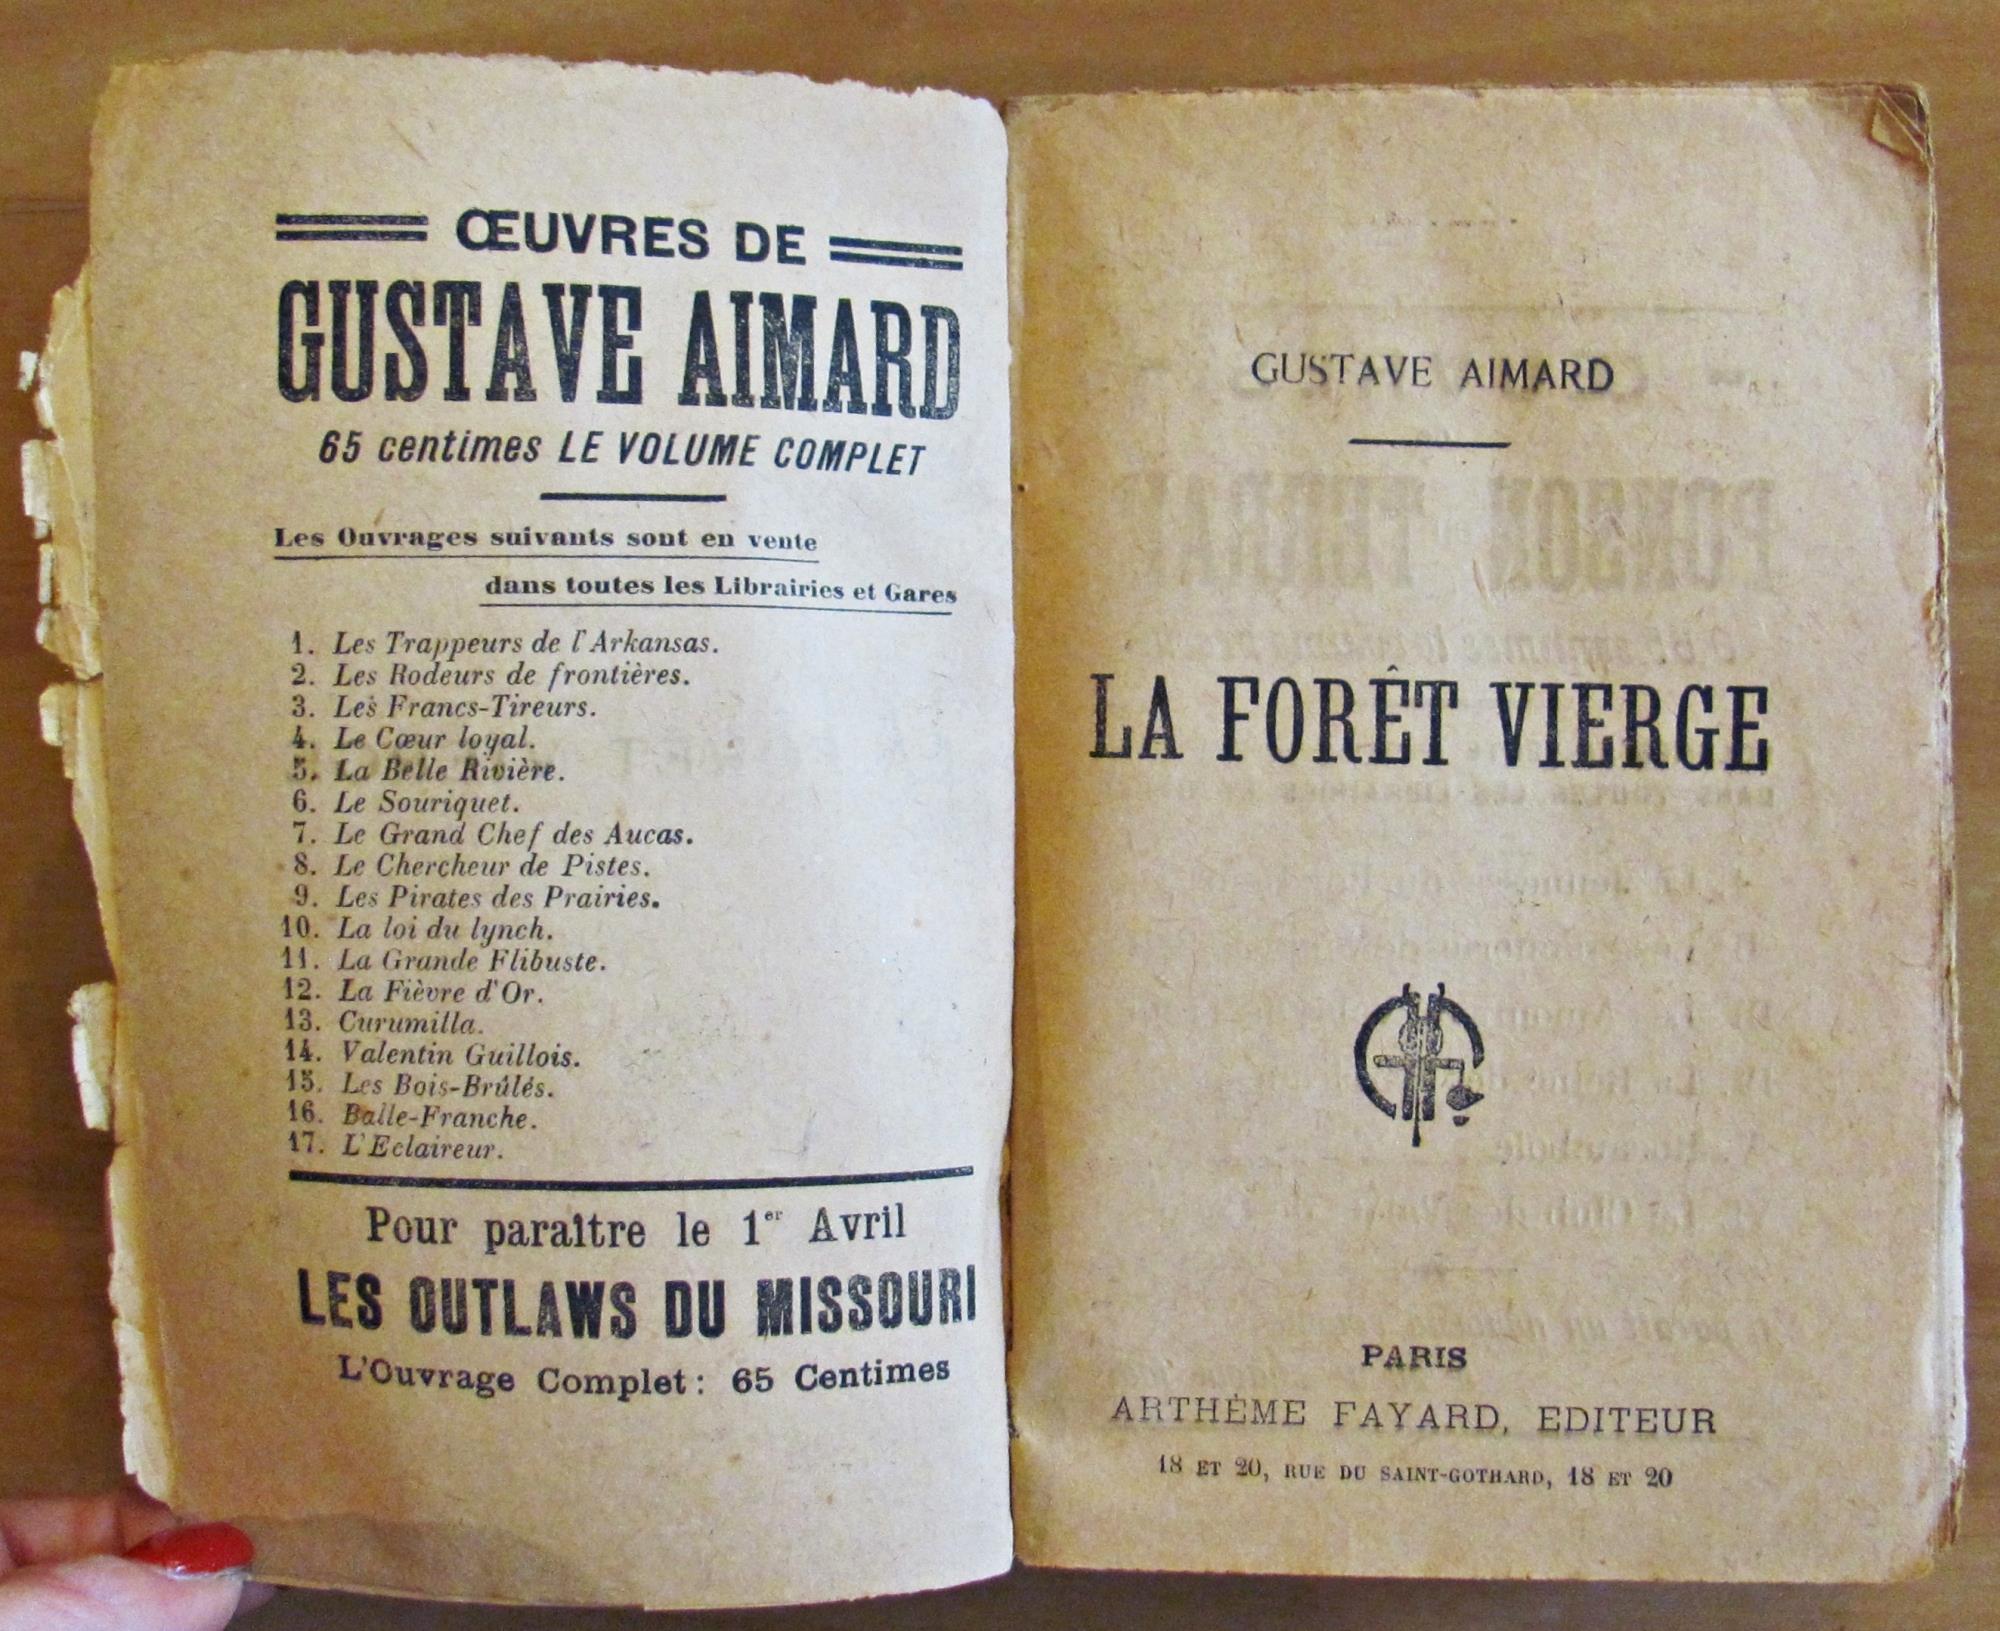 ŒUVRES DE
GUSTAVE AIMARD
65 centimes LE VOLUME COMPLET
Les Ouvrages suivants sont en vente
dans toutes les Librairies et Gares
1. Les Trappeurs de l'Arkansas.
2. Les Rodeurs de frontières.
3. Les Francs-Tireurs.
4. Le Cœur loyal.
5. La Belle Rivière.
6. Le Souriquet.
7. Le Grand Chef des Aucas.
8. Le Chercheur de Pistes.
9. Les Pirates des Prairies.
10. La loi du lynch.
11. La Grande Flibuste.
12. La Fièvre d'Or.
13. Curumilla.
14. Valentin Guillois.
15. Les Bois-Brûlés.
16. Balle-Franche.
17. L'Eclaireur.
Pour paraître le 1er Avril
LES OUTLAWS DU MISSOURI
L'Ouvrage Complet : 65 Centimes
GUSTAVE AIMARD
LA FORÊT VIERGE
PARIS
ARTHÈME FAYARD, EDITEUR
18 ET 20, RUE DU SAINT-GOTHARD, 18 ET 20